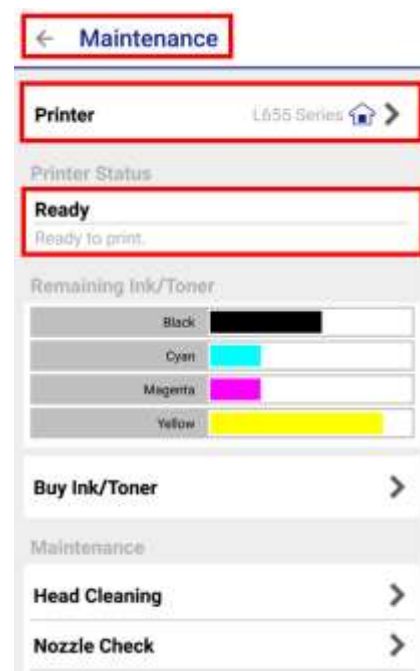 Maintenance
Printer L655 Series
Printer Status
Ready
Ready to print.
Remaining Ink/Toner
Black
Cyan
Magenta
Yellow
Buy Ink/Toner
Maintenance
Head Cleaning
Nozzle Check